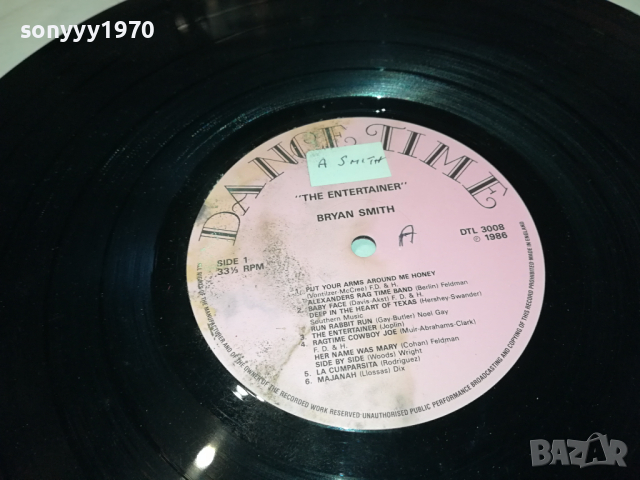 sonyyy1970
DANCE TIME
A SMITH
"THE ENTERTAINER"
BRYAN SMITH
A
DTL 3008
℗ 1986
SIDE 1
33⅓ RPM
1. PUT YOUR ARMS AROUND ME HONEY
(Vontilzer-McCree) F.D. & H.
ALEXANDERS RAG TIME BAND (Berlin) Feldman
2. BABY FACE (Davis-Akst) F. D. & H.
DEEP IN THE HEART OF TEXAS (Hershey-Swander)
Southern Music
RUN RABBIT RUN (Gay-Butler) Noel Gay
3. THE ENTERTAINER (Joplin)
4. RAGTIME COWBOY JOE (Muir-Abrahams-Clark)
F. D. & H.
HER NAME WAS MARY (Cohan) Feldman
SIDE BY SIDE (Woods) Wright
5. LA CUMPARSITA (Rodriguez)
6. MAJANAH (Llossas) Dix
OF THE RECORDED WORK RESERVED · UNAUTHORISED PUBLIC PERFORMANCE BROADCASTING AND COPYING OF THIS RECORD PROHIBITED MADE IN ENGLAND
BAZAR